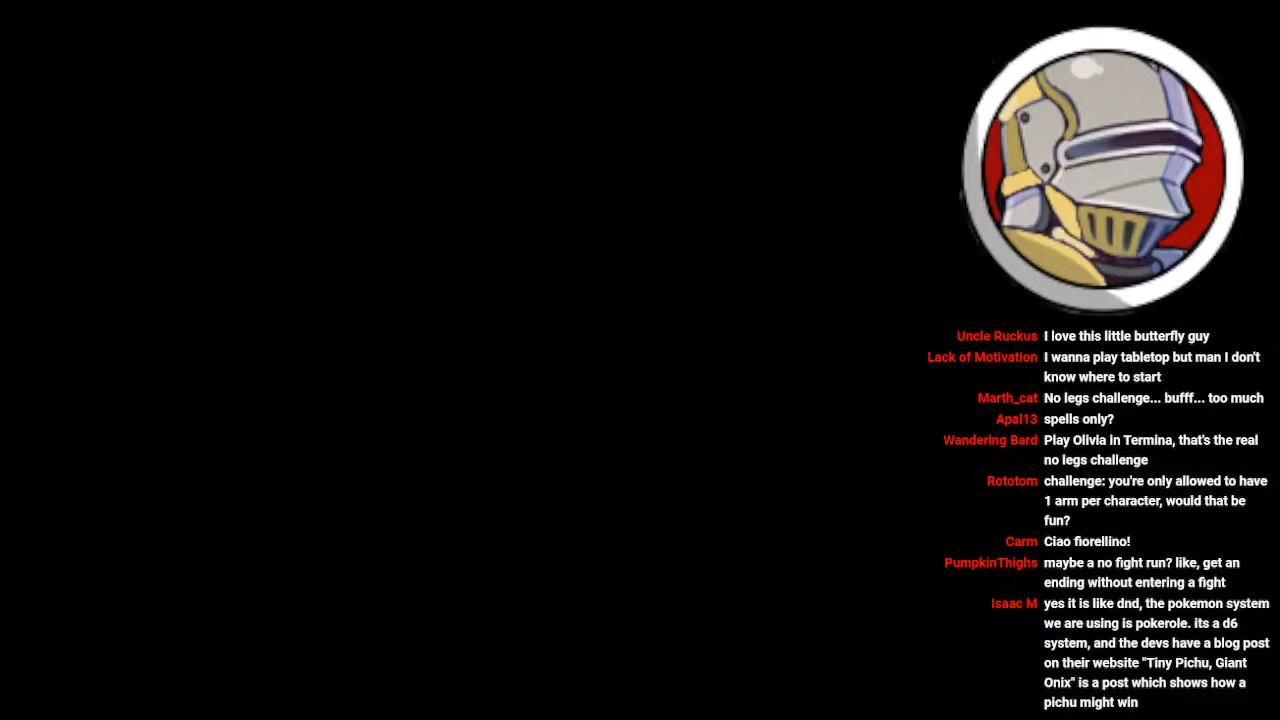 Uncle Ruckus I love this little butterfly guy
Lack of Motivation I wanna play tabletop but man I don't
know where to start
Marth_cat No legs challenge... bufff... too much
Apal13 spells only?
Wandering Bard Play Olivia in Termina, that's the real
no legs challenge
Rototom challenge: you're only allowed to have
1 arm per character, would that be
fun?
Carm Ciao fiorellino!
PumpkinThighs maybe a no fight run? like, get an
ending without entering a fight
Isaac M yes it is like dnd, the pokemon system
we are using is pokerole. its a d6
system, and the devs have a blog post
on their website "Tiny Pichu, Giant
Onix" is a post which shows how a
pichu might win